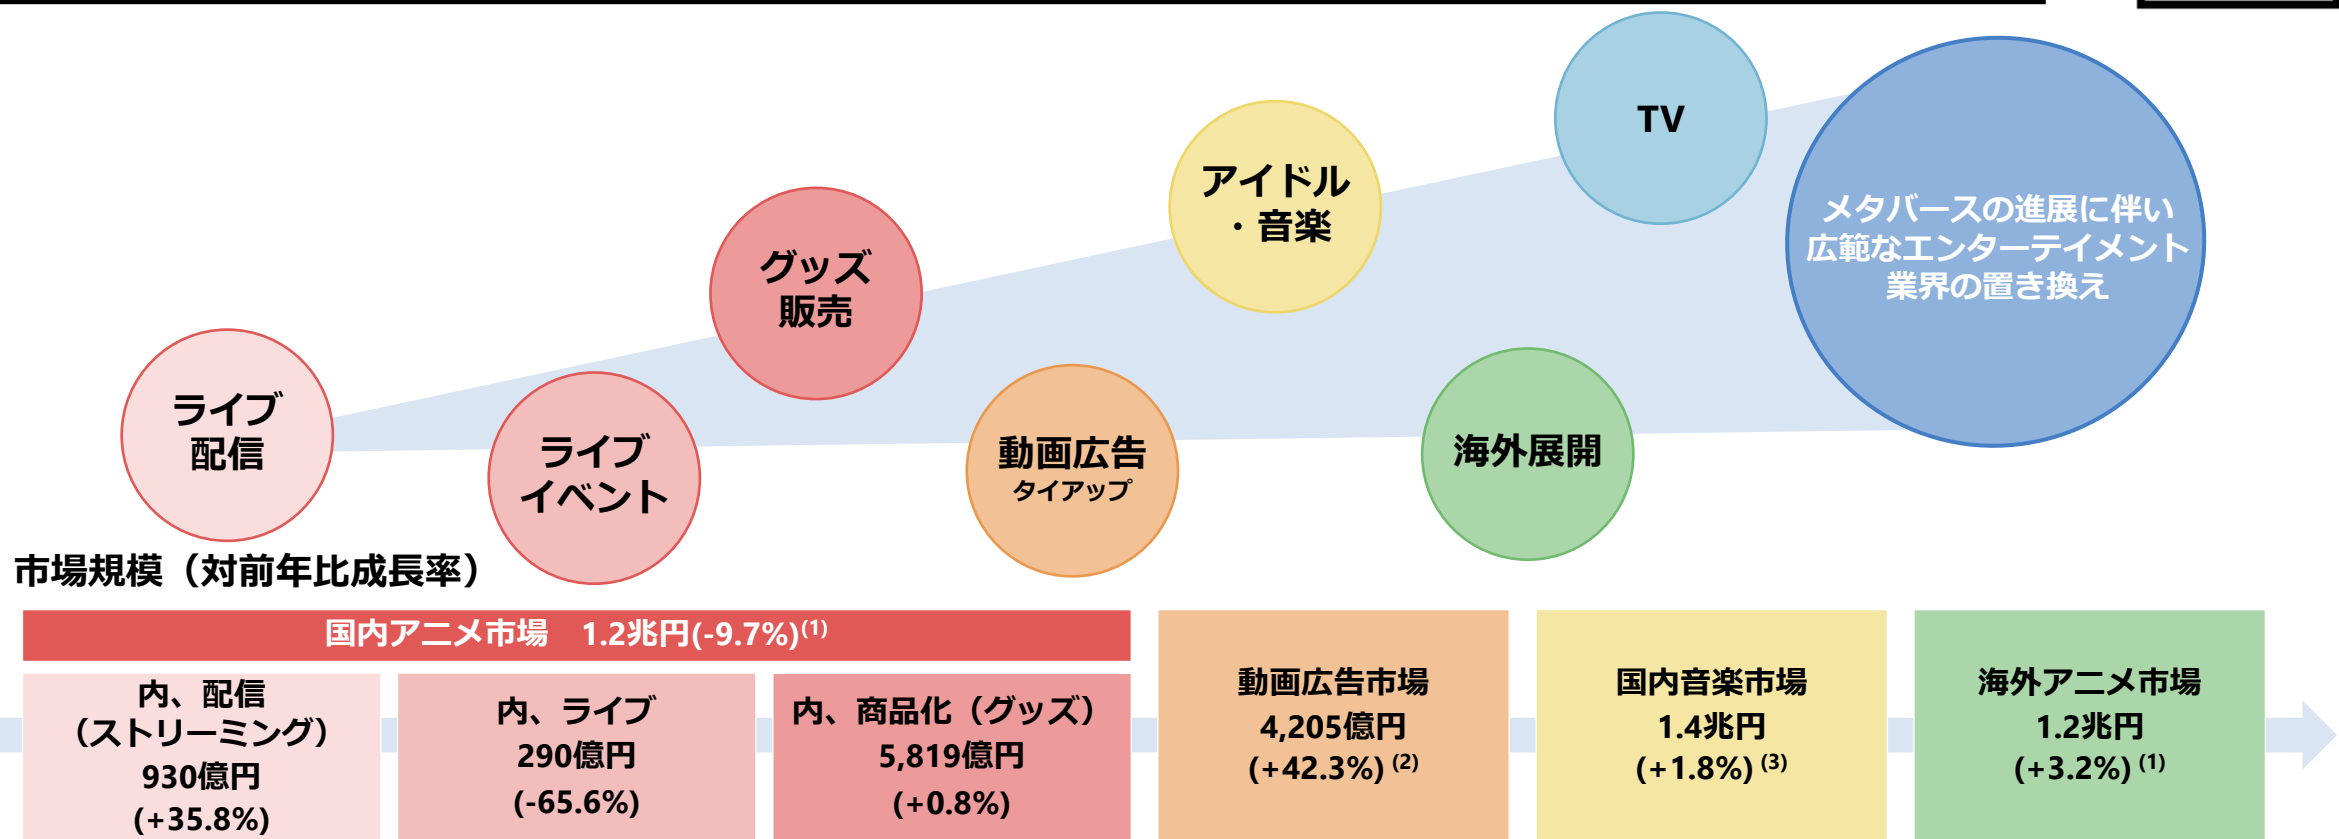 TV
アイドル
・音楽
メタバースの進展に伴い
広範なエンターテイメント
業界の置き換え
グッズ
販売
ライブ
配信
ライブ
イベント
動画広告
タイアップ
海外展開
市場規模（対前年比成長率）
国内アニメ市場　1.2兆円(-9.7%)(1)
内、配信
（ストリーミング）
930億円
(+35.8%)
内、ライブ
290億円
(-65.6%)
内、商品化（グッズ）
5,819億円
(+0.8%)
動画広告市場
4,205億円
(+42.3%) (2)
国内音楽市場
1.4兆円
(+1.8%) (3)
海外アニメ市場
1.2兆円
(+3.2%) (1)